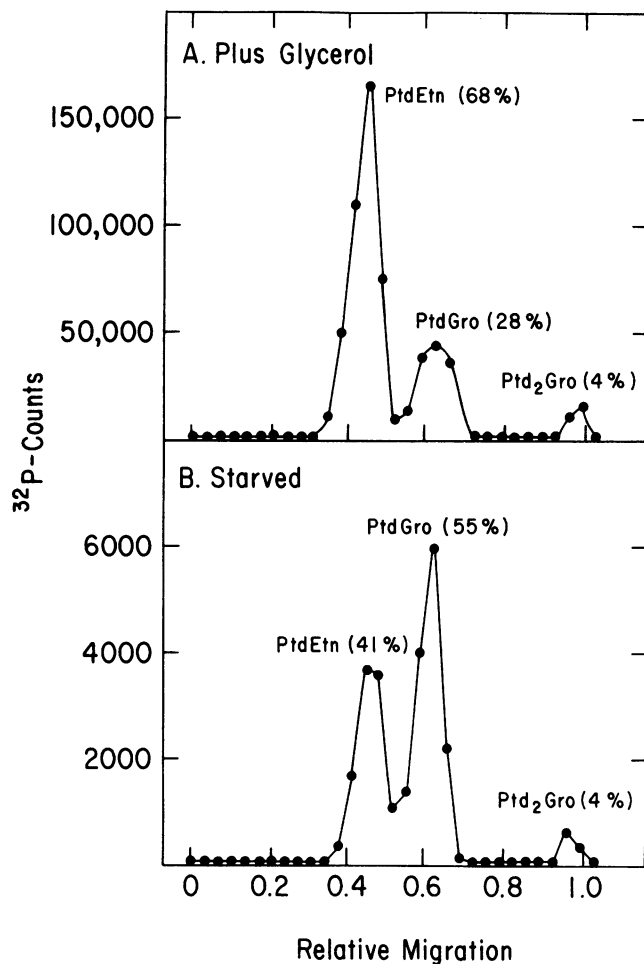 A. Plus Glycerol
PtdEtn (68%)
150,000
100,000
PtdGro (28%)
50,000
Ptd₂Gro (4%)
³²P-Counts
B. Starved
PtdGro (55%)
6000
PtdEtn (41%)
4000
2000
Ptd₂Gro (4%)
0 0.2 0.4 0.6 0.8 1.0
Relative Migration